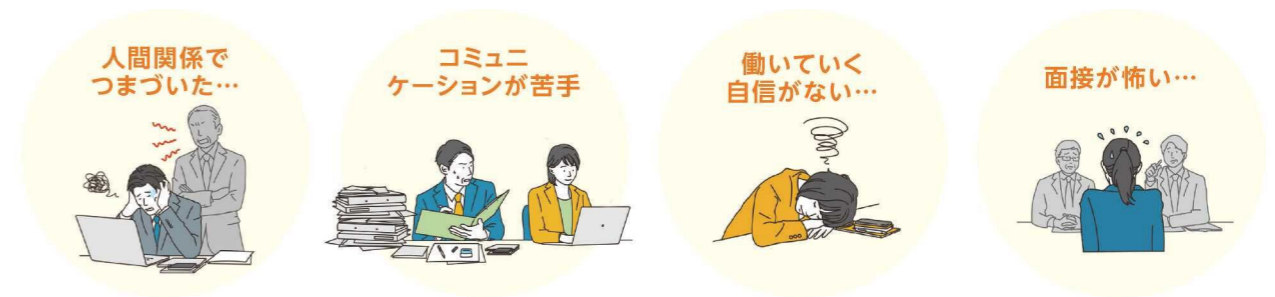 人間関係で
つまづいた…
コミュニ
ケーションが苦手
働いていく
自信がない…
面接が怖い…